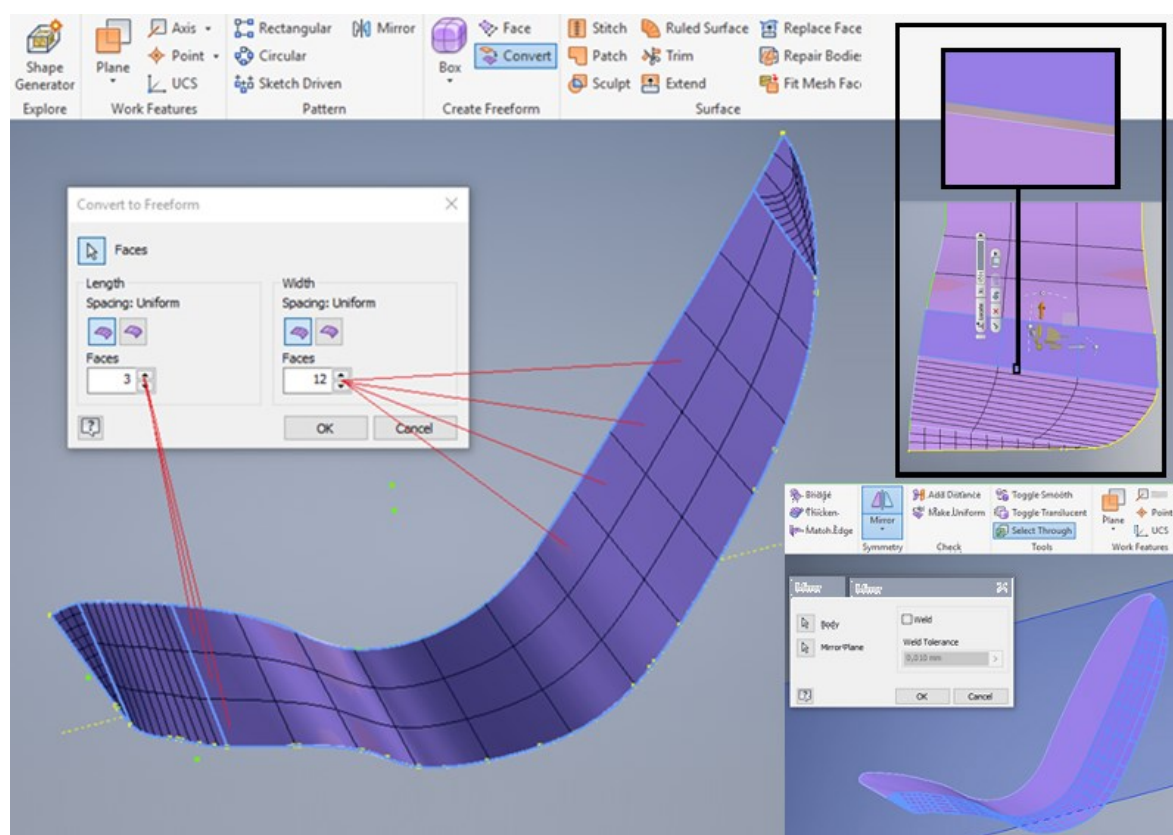 Axis Rectangular Mirror Face Stitch Ruled Surface Replace Face
Point Circular Convert Patch Trim Repair Bodie
Shape Generator Plane UCS Sketch Driven Box Sculpt Extend Fit Mesh Fac
Explore Work Features Pattern Create Freeform Surface
Convert to Freeform
Faces
Length Width
Spacing: Uniform Spacing: Uniform
Faces Faces
3 12
OK Cancel
Bridge Add Distance Toggle Smooth
Thicken Mirror Make Uniform Toggle Translucent Plane Point
Match Edge Select Through UCS
Symmetry Check Tools Work Features
Mirror Mirror
Body Weld
Mirror Plane Weld Tolerance
0,010 mm
OK Cancel